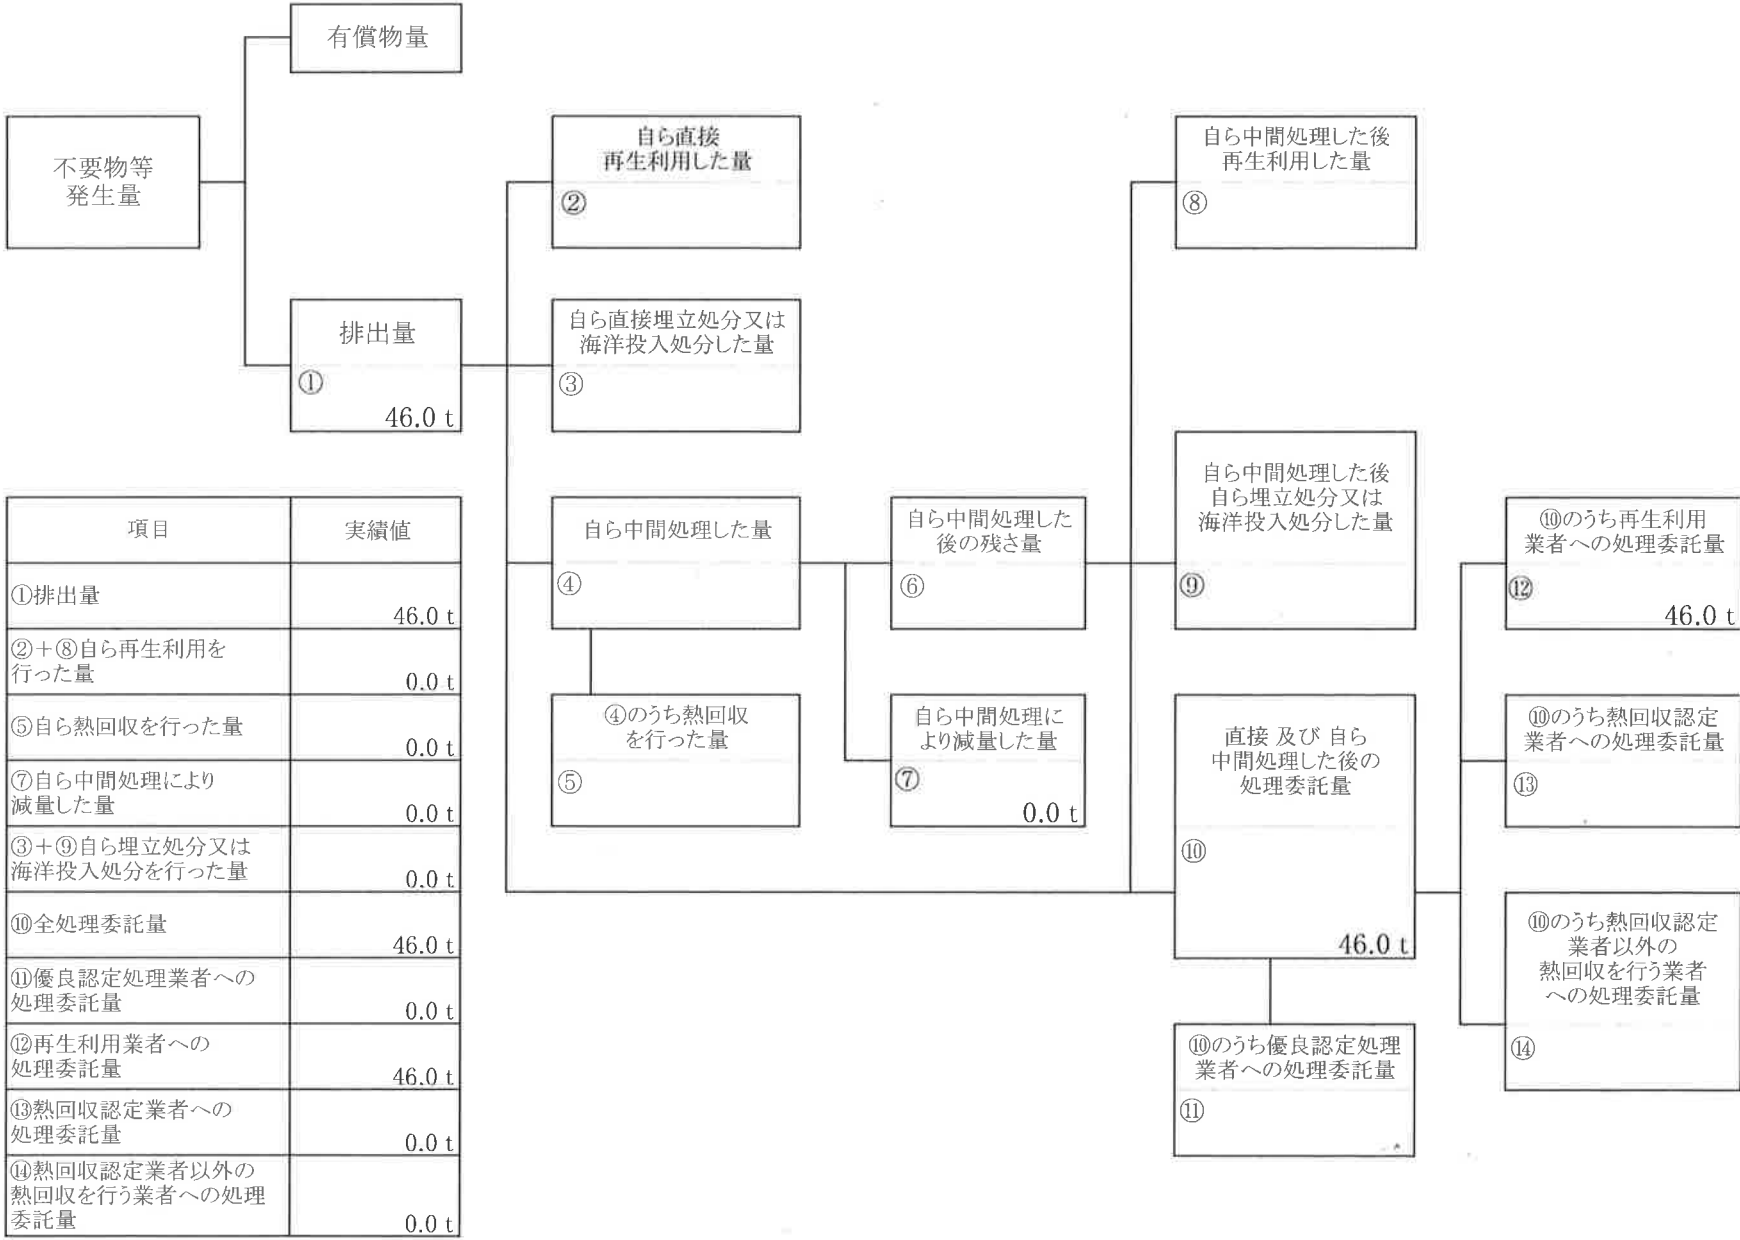 有償物量
不要物等
発生量
排出量
①
46.0 t
自ら直接
再生利用した量
②
自ら直接埋立処分又は
海洋投入処分した量
③
自ら中間処理した量
④
④のうち熱回収
を行った量
⑤
自ら中間処理した
後の残さ量
⑥
自ら中間処理に
より減量した量
⑦
0.0 t
自ら中間処理した後
再生利用した量
⑧
自ら中間処理した後
自ら埋立処分又は
海洋投入処分した量
⑨
直接 及び 自ら
中間処理した後の
処理委託量
⑩
46.0 t
⑩のうち優良認定処理
業者への処理委託量
⑪
⑩のうち再生利用
業者への処理委託量
⑫
46.0 t
⑩のうち熱回収認定
業者への処理委託量
⑬
⑩のうち熱回収認定
業者以外の
熱回収を行う業者
への処理委託量
⑭
項目 実績値
①排出量
46.0 t
②＋⑧自ら再生利用を
行った量
0.0 t
⑤自ら熱回収を行った量
0.0 t
⑦自ら中間処理により
減量した量
0.0 t
③＋⑨自ら埋立処分又は
海洋投入処分を行った量
0.0 t
⑩全処理委託量
46.0 t
⑪優良認定処理業者への
処理委託量
0.0 t
⑫再生利用業者への
処理委託量
46.0 t
⑬熱回収認定業者への
処理委託量
0.0 t
⑭熱回収認定業者以外の
熱回収を行う業者への処理
委託量
0.0 t